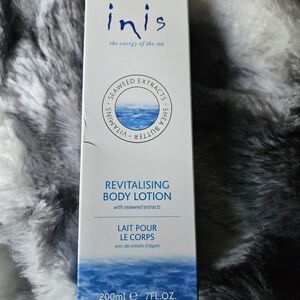 inis
the energy of the sea
VITAMINS • SEAWEED EXTRACTS • SHEA BUTTER •
REVITALISING
BODY LOTION
with seaweed extracts
LAIT POUR
LE CORPS
avec des extraits d'algues
200ml ℮ 7FL.OZ.